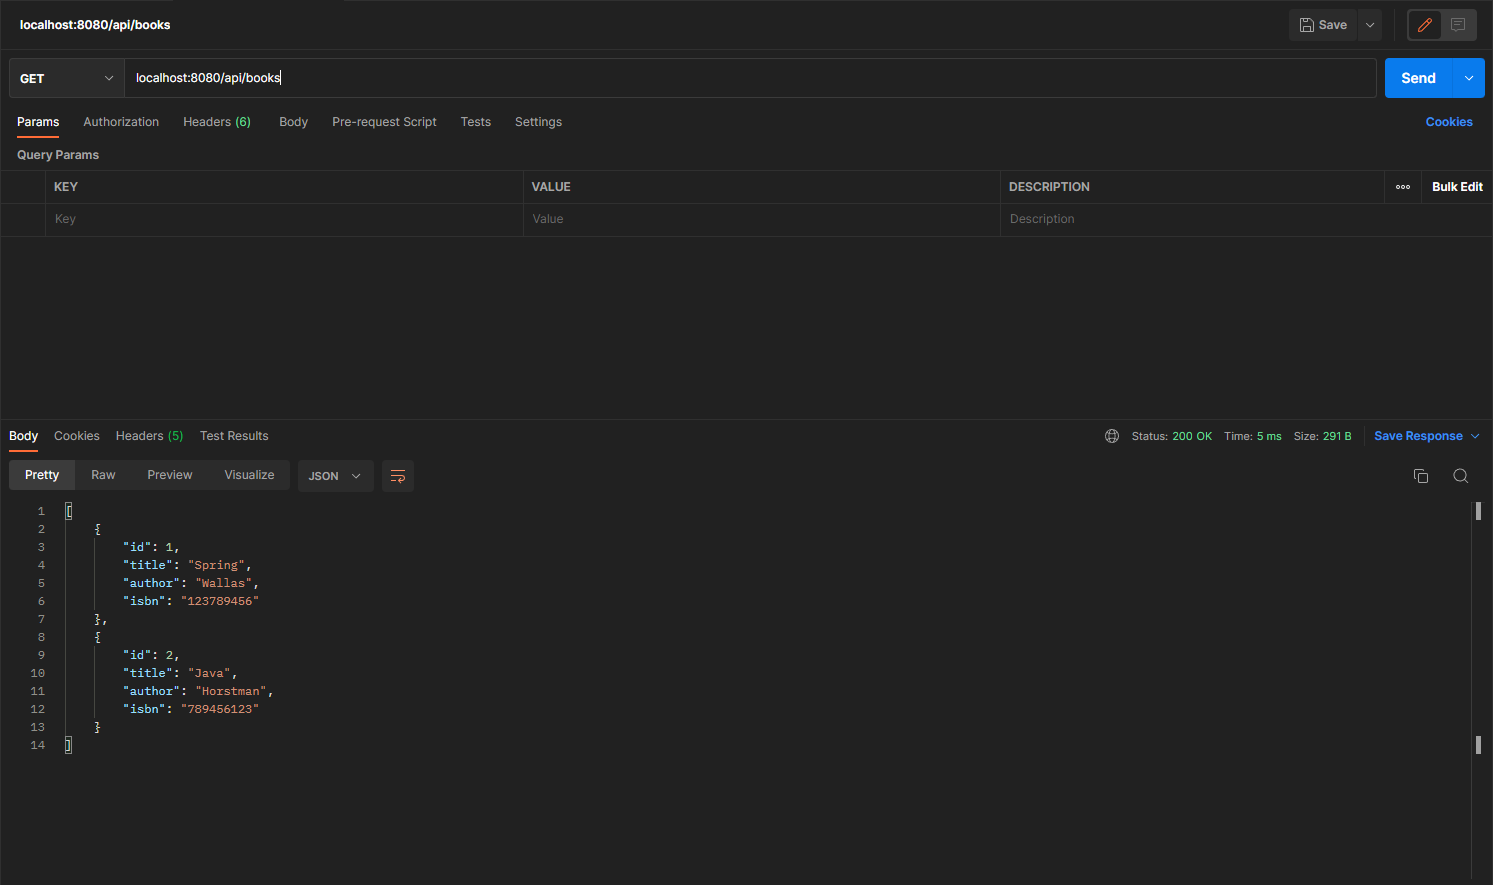 localhost:8080/api/books
Save
GET
localhost:8080/api/books
Send
Params Authorization Headers (6) Body Pre-request Script Tests Settings Cookies
Query Params
KEY VALUE DESCRIPTION Bulk Edit
Key Value Description
Body Cookies Headers (5) Test Results Status: 200 OK Time: 5 ms Size: 291 B Save Response
Pretty Raw Preview Visualize JSON
1 [
2 {
3 "id": 1,
4 "title": "Spring",
5 "author": "Wallas",
6 "isbn": "123789456"
7 },
8 {
9 "id": 2,
10 "title": "Java",
11 "author": "Horstman",
12 "isbn": "789456123"
13 }
14 ]